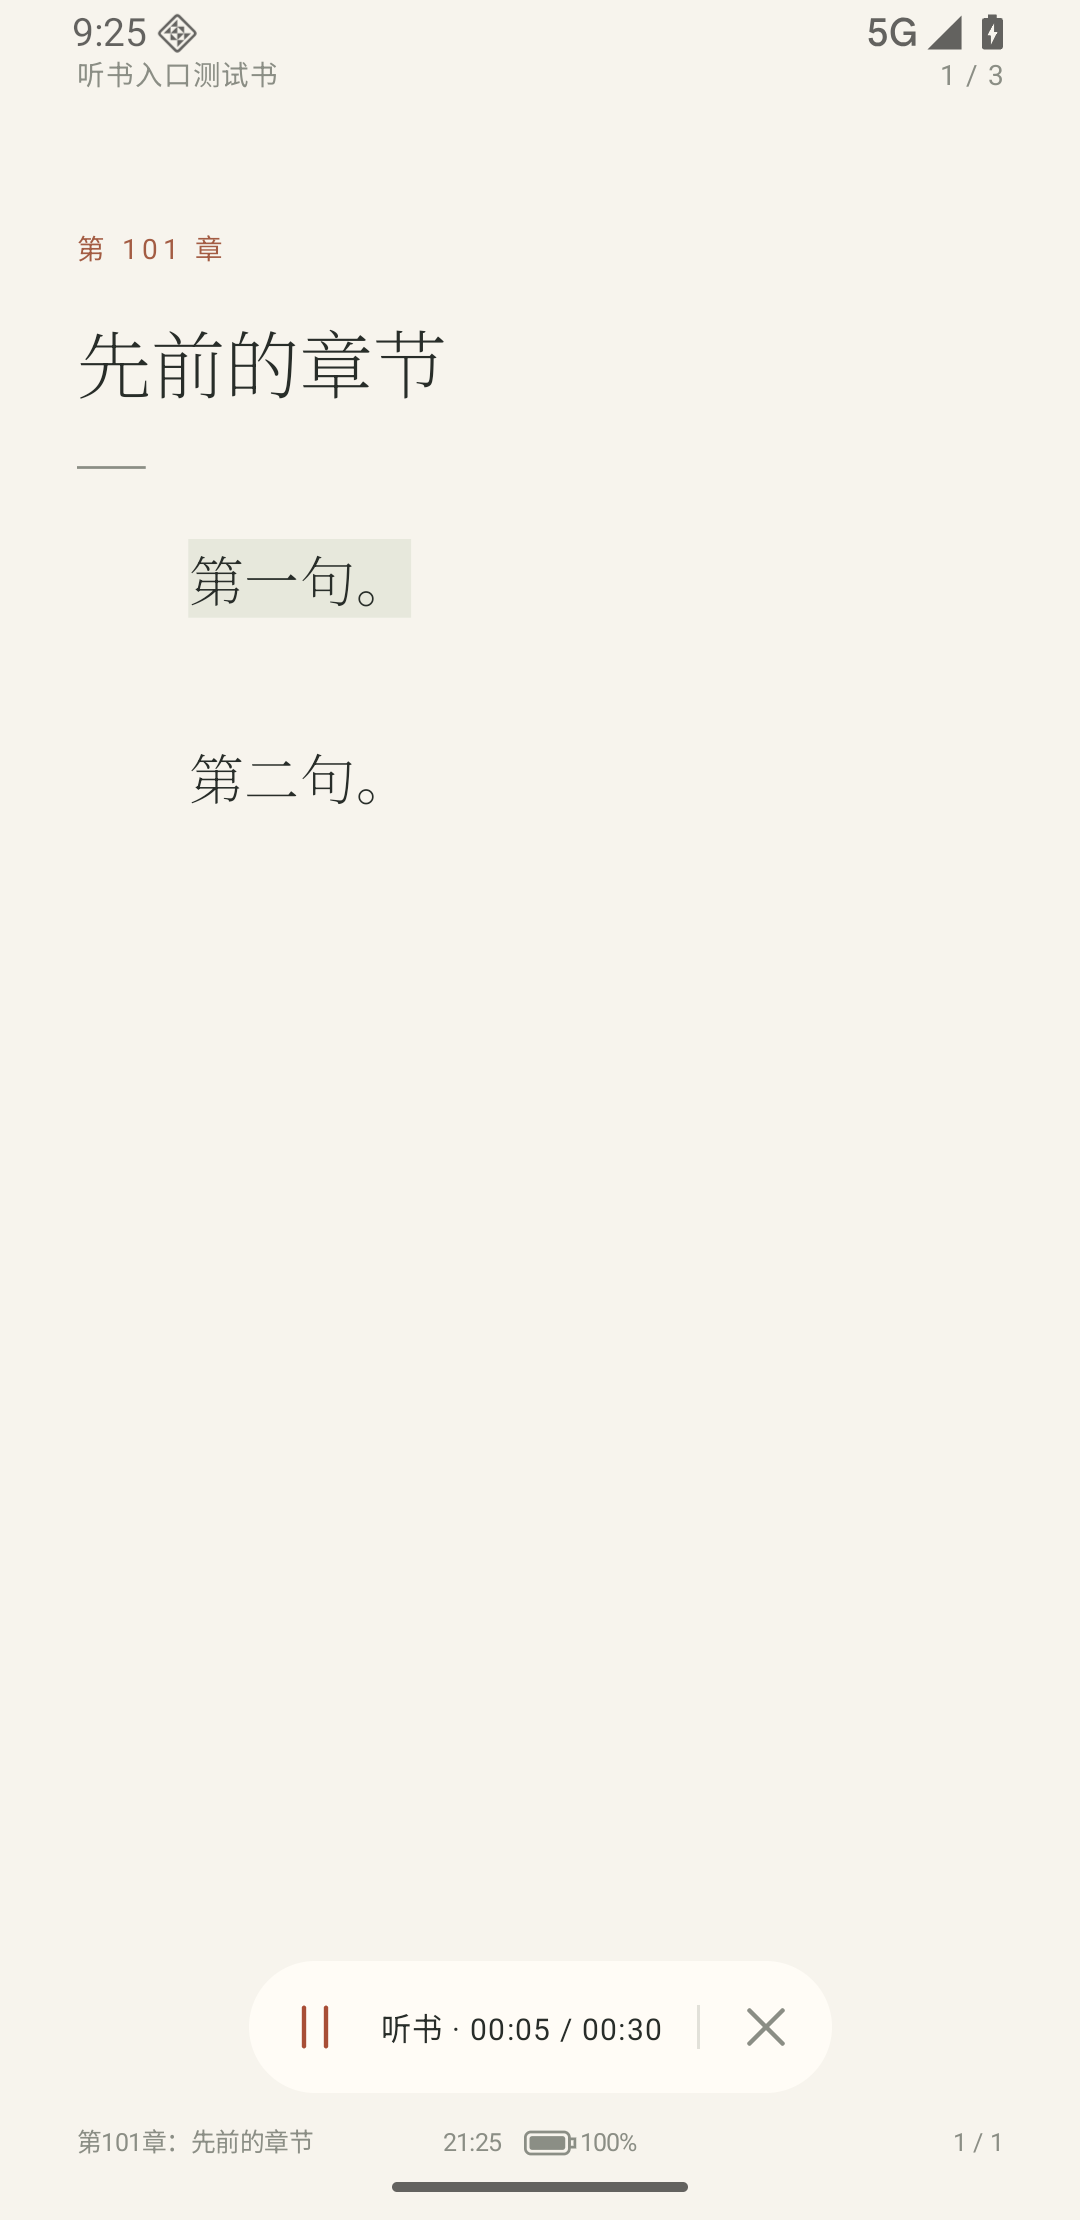 9:25 5G
听书入口测试书 1 / 3
第 101 章
先前的章节
第一句。
第二句。
听书 · 00:05 / 00:30
第101章：先前的章节 21:25 100% 1 / 1